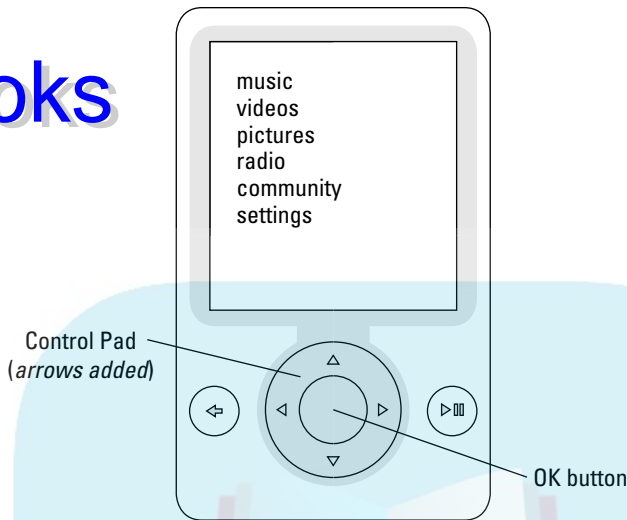 oks
music
videos
pictures
radio
community
settings
Control Pad
(arrows added)
OK button